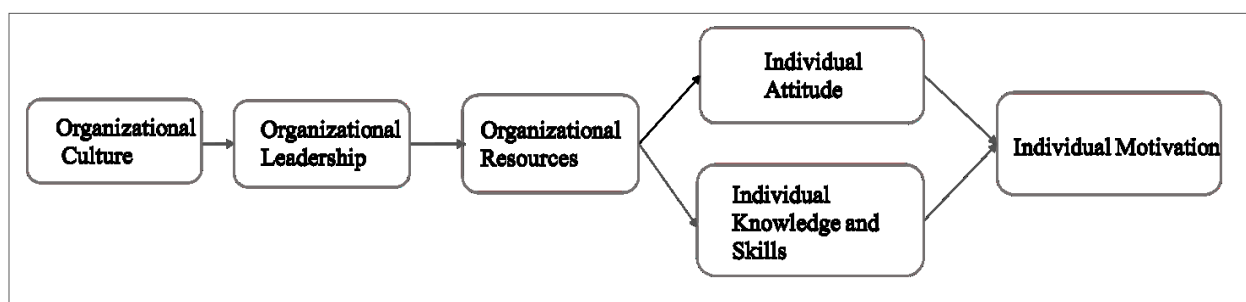 Organizational
Culture
Organizational
Leadership
Organizational
Resources
Individual
Attitude
Individual
Knowledge and
Skills
Individual Motivation